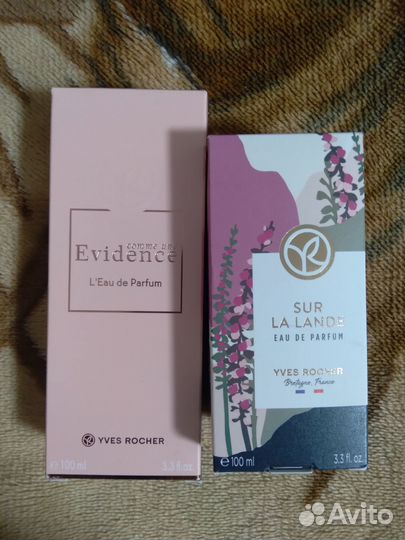 comme une
Evidence
L'Eau de Parfum
YVES ROCHER
℮ 100 ml 3.3 fl. oz.
SUR
LA LANDE
EAU DE PARFUM
YVES ROCHER
Bretagne, France
℮ 100 ml 3.3 fl. oz.
Avito